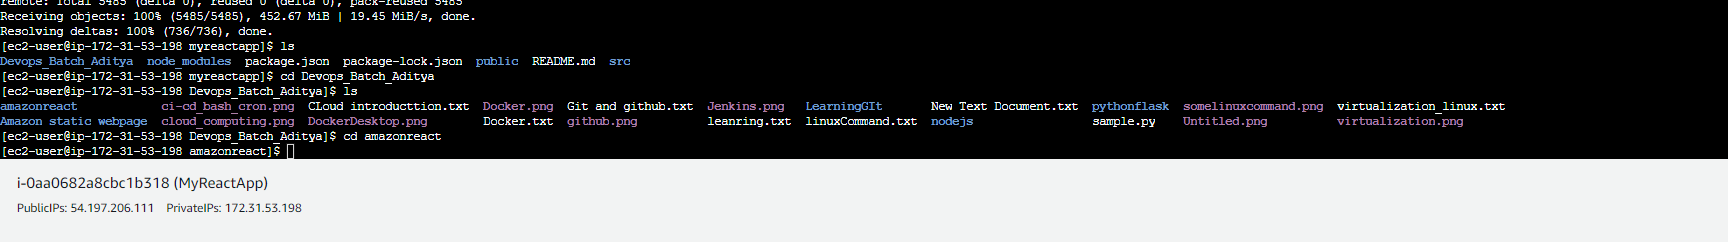 remote: Total 5485 (delta 0), reused 0 (delta 0), pack-reused 5485
Receiving objects: 100% (5485/5485), 452.67 MiB | 19.45 MiB/s, done.
Resolving deltas: 100% (736/736), done.
[ec2-user@ip-172-31-53-198 myreactapp]$ ls
Devops_Batch_Aditya node_modules package.json package-lock.json public README.md src
[ec2-user@ip-172-31-53-198 myreactapp]$ cd Devops_Batch_Aditya
[ec2-user@ip-172-31-53-198 Devops_Batch_Aditya]$ ls
amazonreact ci-cd_bash_cron.png CLoud introducttion.txt Docker.png Git and github.txt Jenkins.png LearningGIt New Text Document.txt pythonflask somelinuxcommand.png virtualization_linux.txt
Amazon static webpage cloud_computing.png DockerDesktop.png Docker.txt github.png leanring.txt linuxCommand.txt nodejs sample.py Untitled.png virtualization.png
[ec2-user@ip-172-31-53-198 Devops_Batch_Aditya]$ cd amazonreact
[ec2-user@ip-172-31-53-198 amazonreact]$
i-0aa0682a8cbc1b318 (MyReactApp)
PublicIPs: 54.197.206.111 PrivateIPs: 172.31.53.198